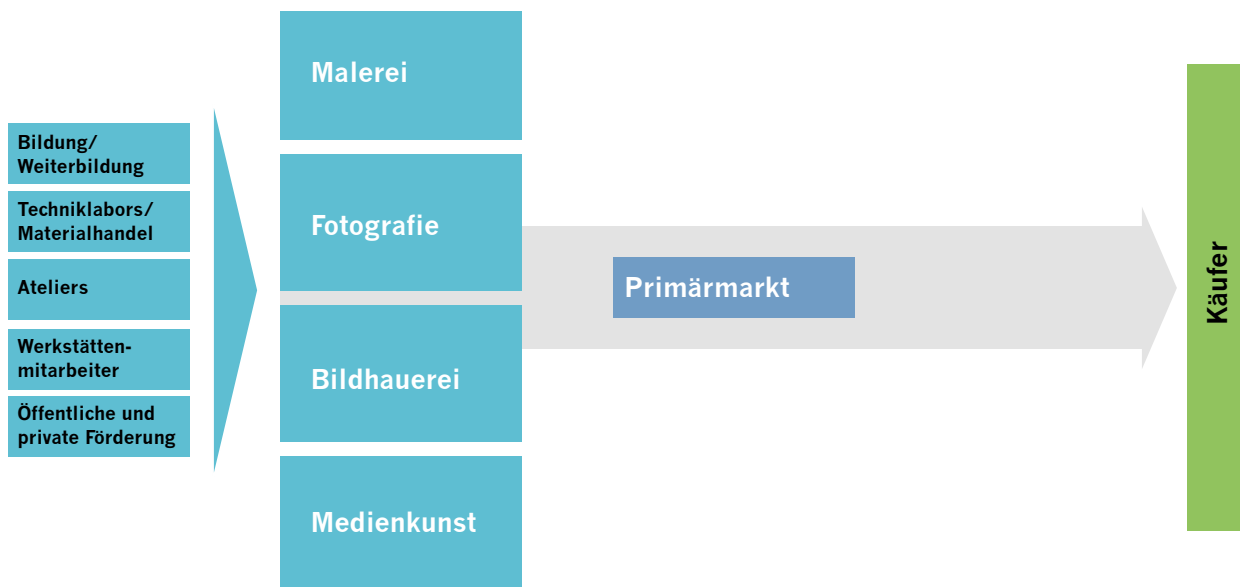 Bildung/
Weiterbildung
Techniklabors/
Materialhandel
Ateliers
Werkstätten-
mitarbeiter
Öffentliche und
private Förderung
Malerei
Fotografie
Bildhauerei
Medienkunst
Primärmarkt
Käufer